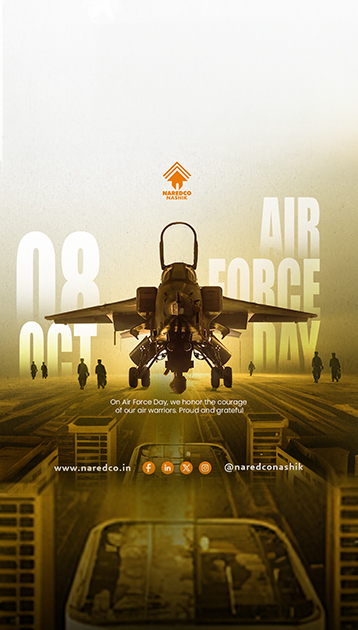 NAREDCO
NASHIK
08
OCT
AIR
FORCE
DAY
On Air Force Day, we honor the courage
of our air warriors. Proud and grateful
www.naredco.in
@naredconashik